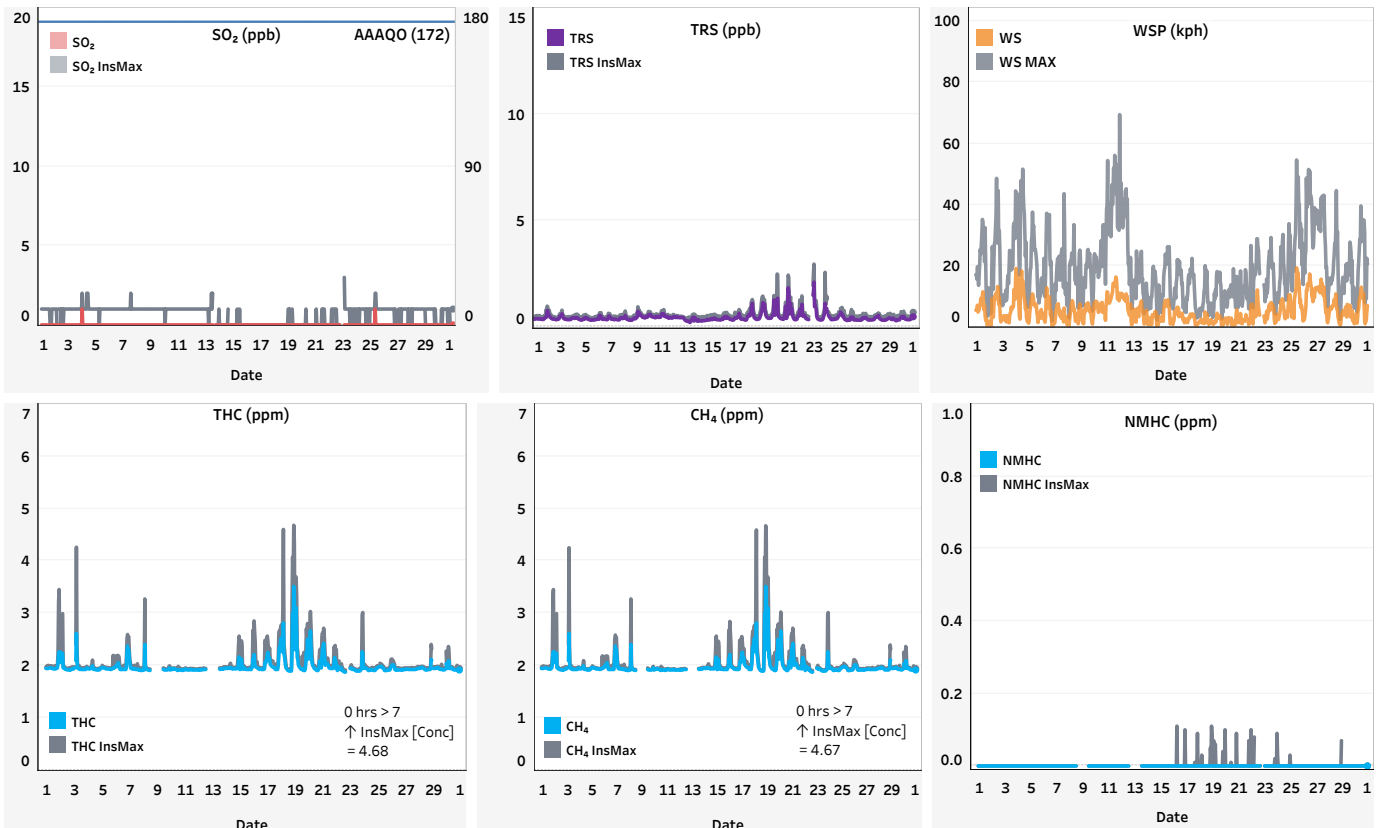 SO₂ (ppb)
AAAQO (172)
SO₂
SO₂ InsMax
20
15
10
5
0
180
90
0
1 3 5 7 9 11 13 15 17 19 21 23 25 27 29 1
Date
TRS (ppb)
TRS
TRS InsMax
15
10
5
0
1 3 5 7 9 11 13 15 17 19 21 23 25 27 29 1
Date
WSP (kph)
WS
WS MAX
100
80
60
40
20
0
1 3 5 7 9 11 13 15 17 19 21 23 25 27 29 1
Date
THC (ppm)
7
6
5
4
3
2
1
0
THC
THC InsMax
0 hrs > 7
↑ InsMax [Conc]
= 4.68
1 3 5 7 9 11 13 15 17 19 21 23 25 27 29 1
Date
CH₄ (ppm)
7
6
5
4
3
2
1
0
CH₄
CH₄ InsMax
0 hrs > 7
↑ InsMax [Conc]
= 4.67
1 3 5 7 9 11 13 15 17 19 21 23 25 27 29 1
Date
NMHC (ppm)
NMHC
NMHC InsMax
1.0
0.8
0.6
0.4
0.2
0.0
1 3 5 7 9 11 13 15 17 19 21 23 25 27 29 1
Date